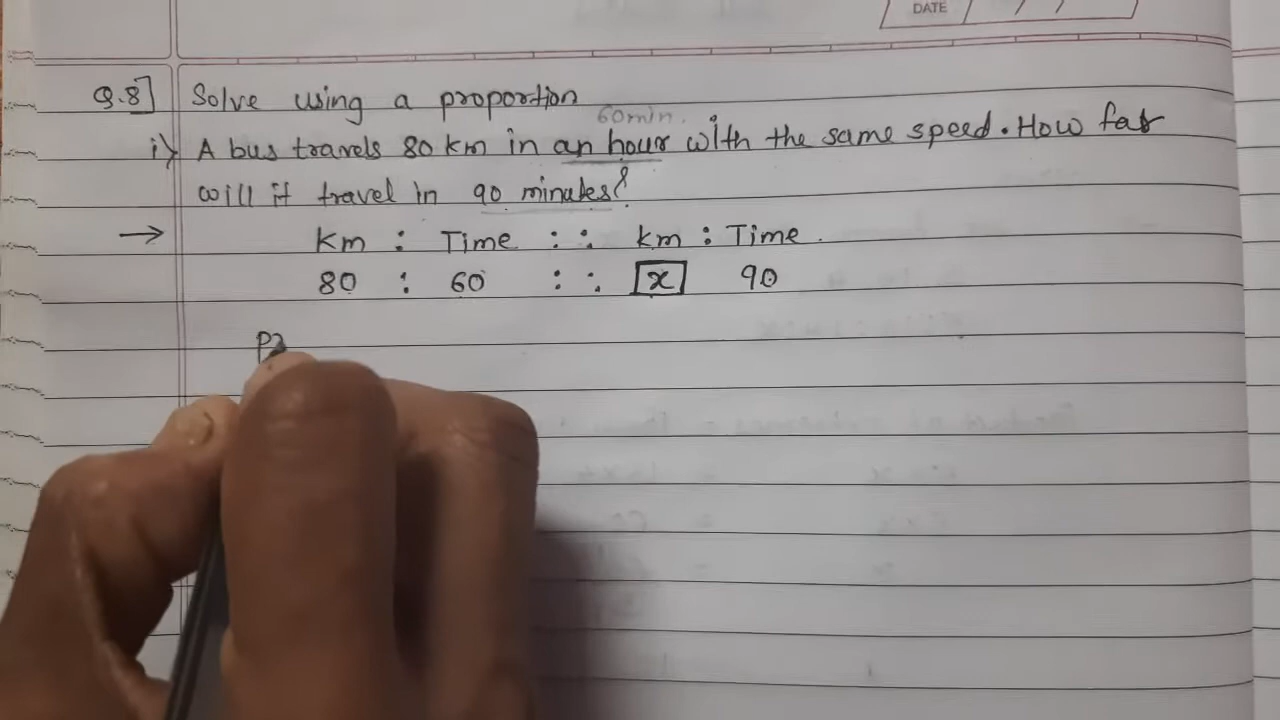 DATE
Q.8] Solve using a proportion
60min.
i) A bus travels 80 km in an hour with the same speed. How far
will it travel in 90 minutes?
→ Km : Time :: km : Time.
80 : 60 :: x 90